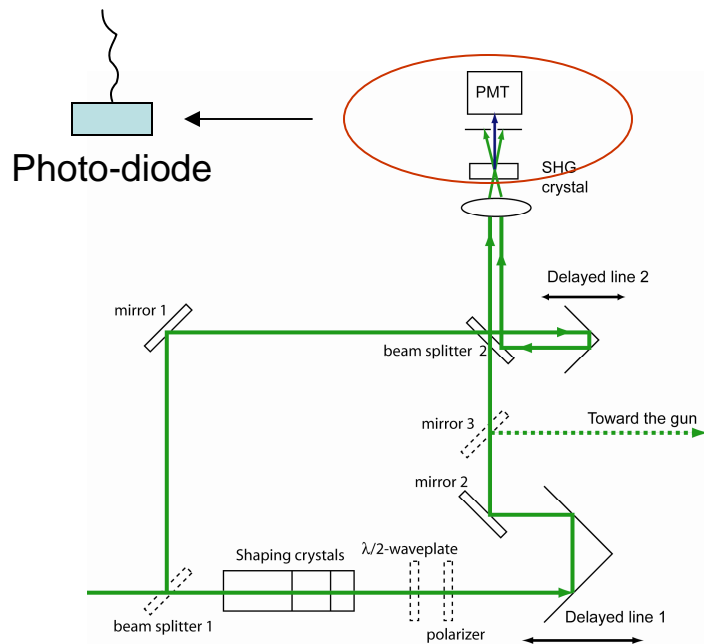 Photo-diode
PMT
SHG
crystal
Delayed line 2
mirror 1
beam splitter 2
mirror 3
Toward the gun
mirror 2
λ/2-waveplate
Shaping crystals
beam splitter 1
polarizer
Delayed line 1